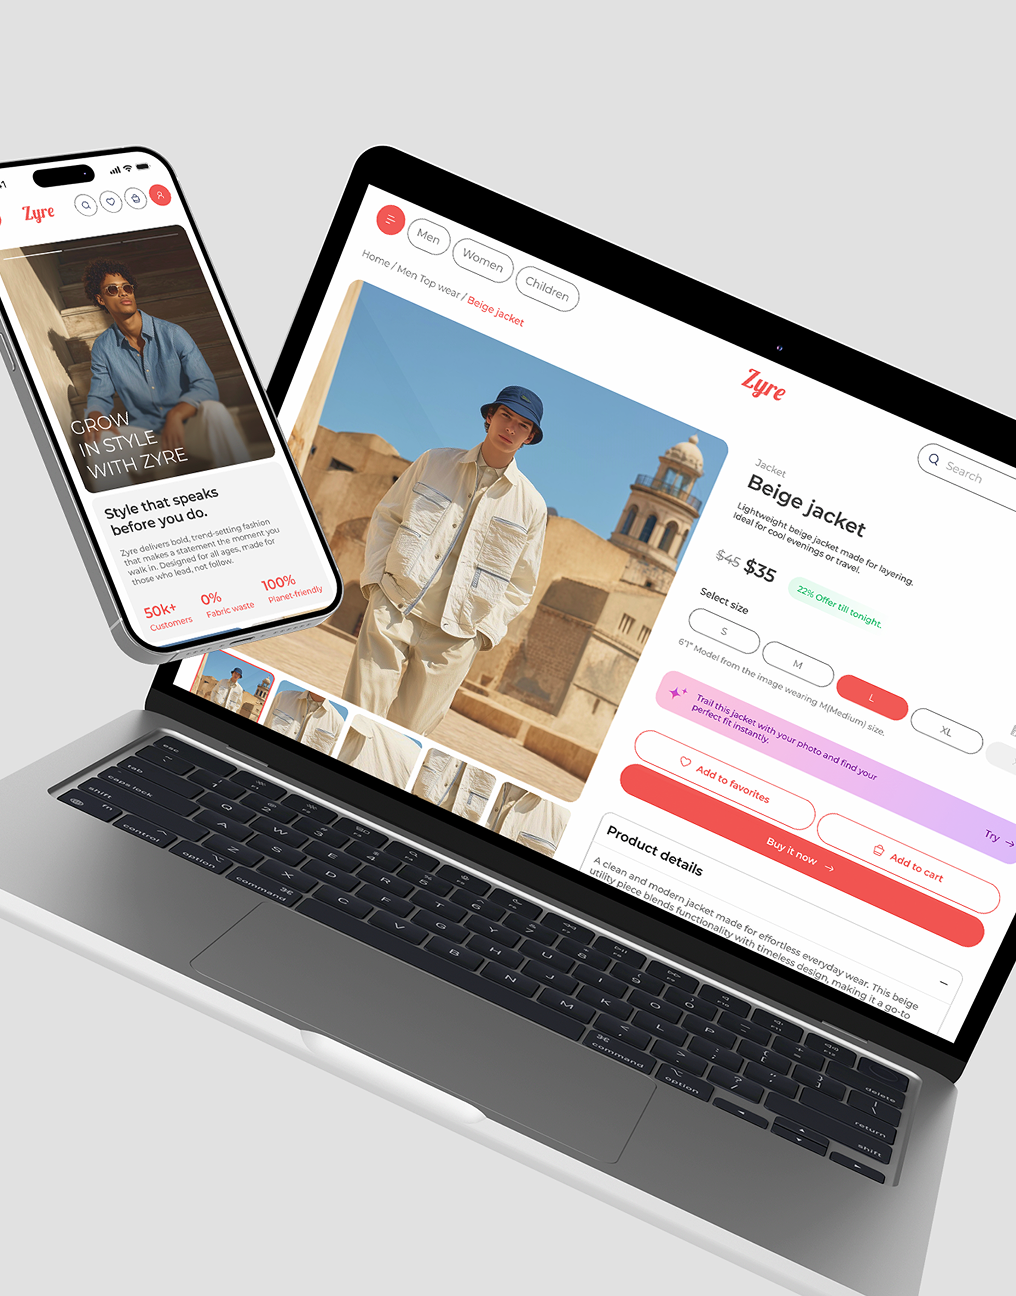 Zyre
GROW
IN STYLE
WITH ZYRE
Style that speaks
before you do.
Zyre delivers bold, trend-setting fashion
that makes a statement the moment you
walk in. Designed for all ages, made for
those who lead, not follow.
50k+
Customers
0%
Fabric waste
100%
Planet-friendly
Men
Women
Children
Home / Men Top wear / Beige jacket
Zyre
Search
Jacket
Beige jacket
Lightweight beige jacket made for layering.
Ideal for cool evenings or travel.
$45 $35
22% Offer till tonight.
Select size
S
M
L
XL
6"1" Model from the image wearing M(Medium) size.
Trail this jacket with your photo and find your
perfect fit instantly.
Try →
Add to favorites
Add to cart
Buy it now →
Product details
A clean and modern jacket made for effortless everyday wear. This beige
utility piece blends functionality with timeless design, making it a go-to
esc
tab
Q W E R T Y U I O P
delete
caps lock
A S D F G H J K L
return
shift
Z X C V B N M
shift
fn
control
option
command
command
option